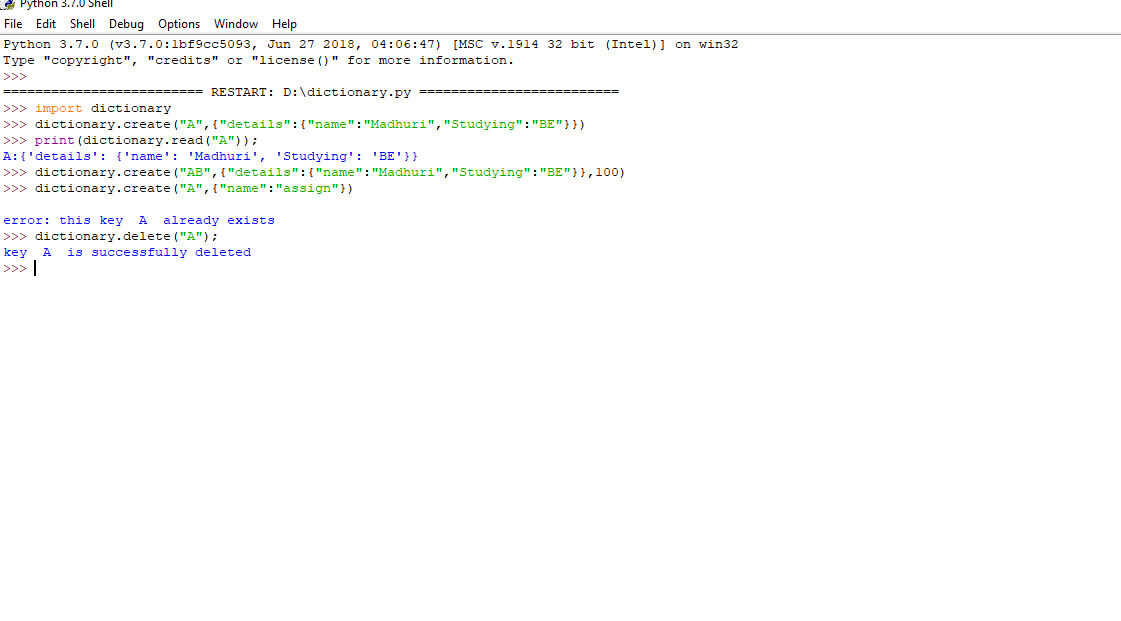 Python 3.7.0 Shell
File Edit Shell Debug Options Window Help
Python 3.7.0 (v3.7.0:1bf9cc5093, Jun 27 2018, 04:06:47) [MSC v.1914 32 bit (Intel)] on win32
Type "copyright", "credits" or "license()" for more information.
>>>
========================= RESTART: D:\dictionary.py =========================
>>> import dictionary
>>> dictionary.create("A",{"details":{"name":"Madhuri","Studying":"BE"}})
>>> print(dictionary.read("A"));
A:{'details': {'name': 'Madhuri', 'Studying': 'BE'}}
>>> dictionary.create("AB",{"details":{"name":"Madhuri","Studying":"BE"}},100)
>>> dictionary.create("A",{"name":"assign"})
error: this key  A  already exists
>>> dictionary.delete("A");
key  A  is successfully deleted
>>>